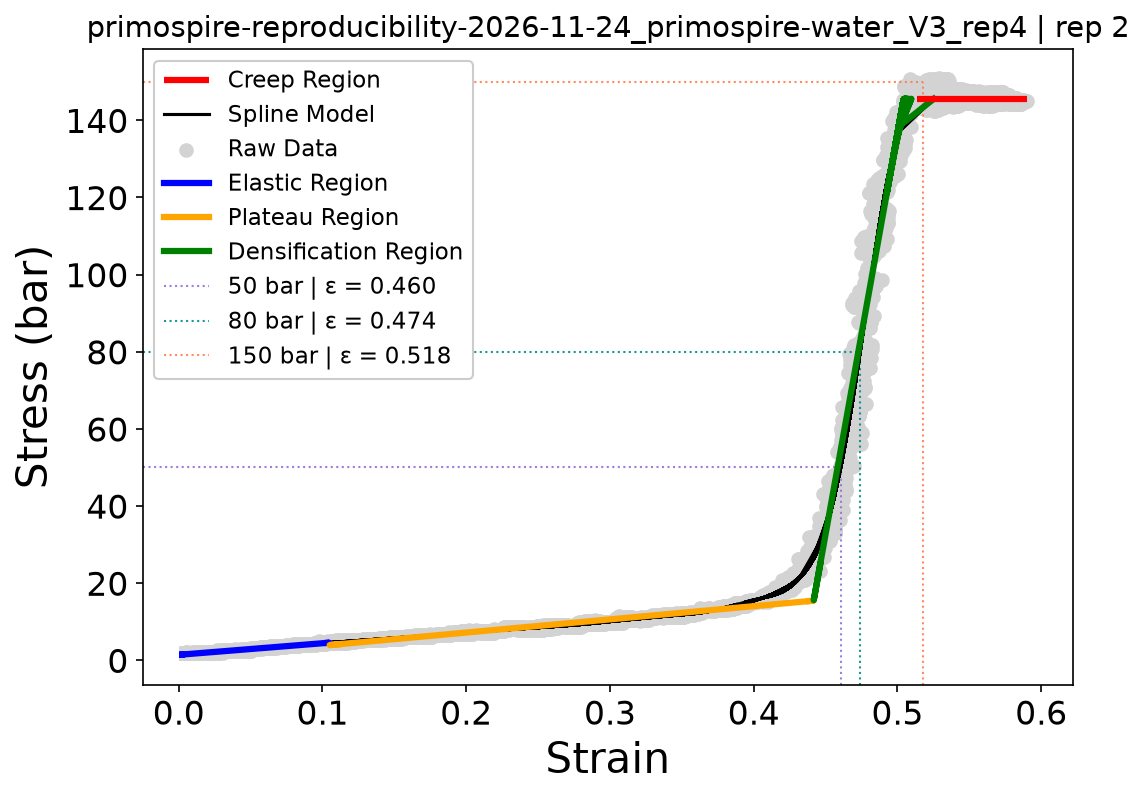 primospire-reproducibility-2026-11-24_primospire-water_V3_rep4 | rep 2
Creep Region
Spline Model
Raw Data
Elastic Region
Plateau Region
Densification Region
50 bar | ε = 0.460
80 bar | ε = 0.474
150 bar | ε = 0.518
Stress (bar)
140
120
100
80
60
40
20
0
0.0 0.1 0.2 0.3 0.4 0.5 0.6
Strain